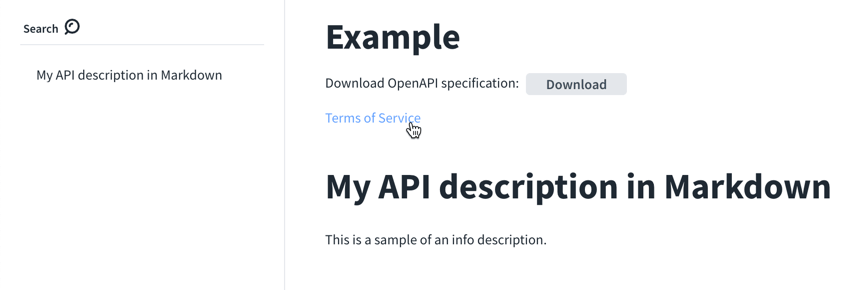 Search
My API description in Markdown
Example
Download OpenAPI specification: Download
Terms of Service
My API description in Markdown
This is a sample of an info description.